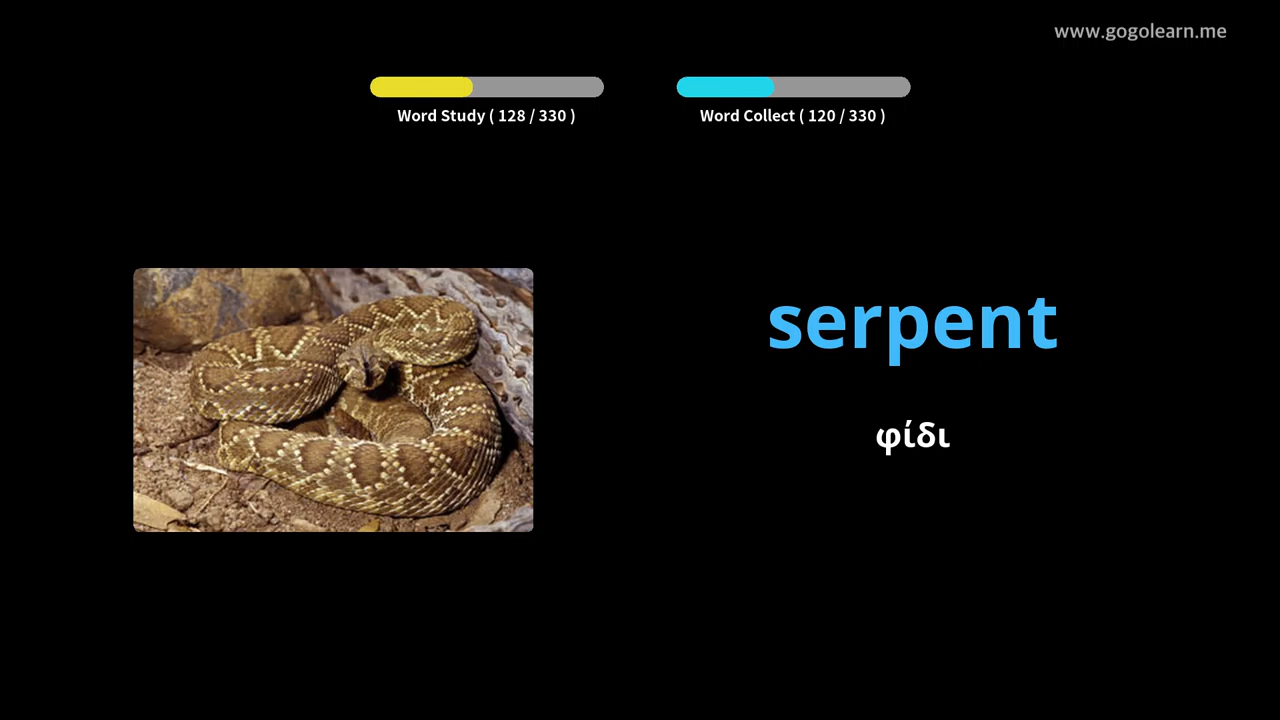 www.gogolearn.me
Word Study ( 128 / 330 )
Word Collect ( 120 / 330 )
serpent
φίδι